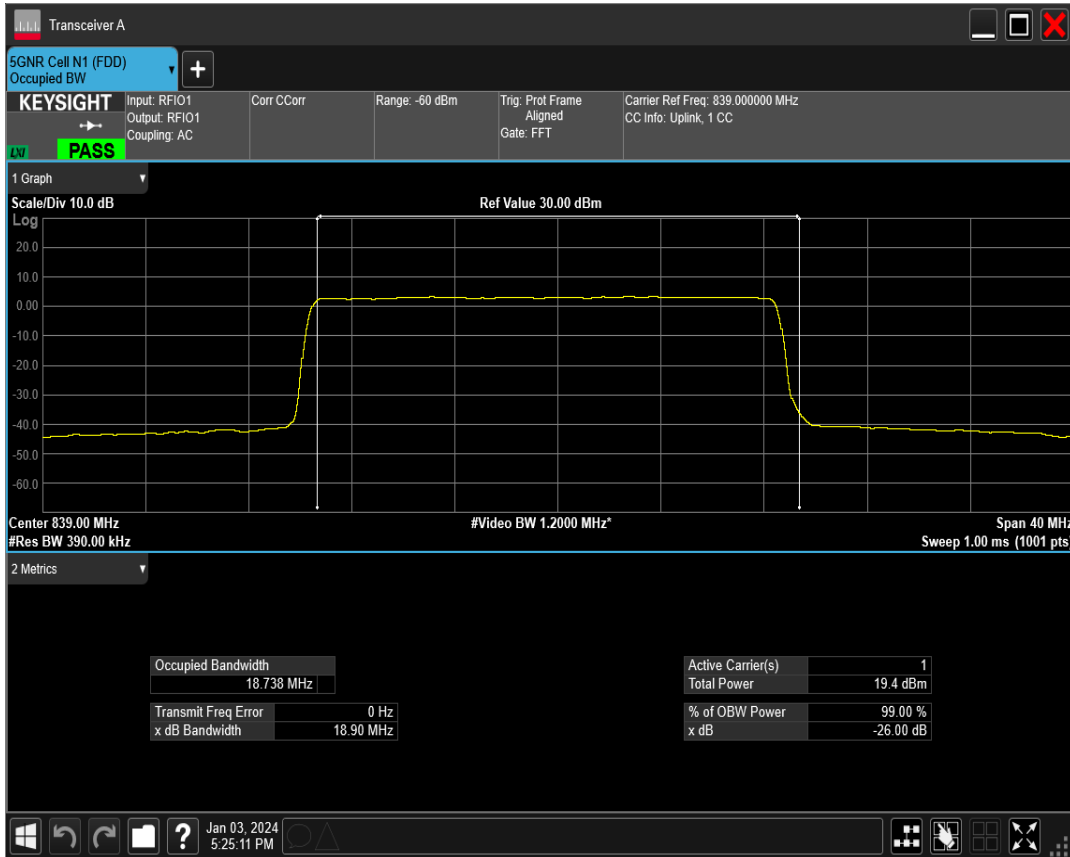 Transceiver A
5GNR Cell N1 (FDD)
Occupied BW
+
KEYSIGHT
LXI
PASS
Input: RFIO1
Output: RFIO1
Coupling: AC
Corr CCorr
Range: -60 dBm
Trig: Prot Frame
Aligned
Gate: FFT
Carrier Ref Freq: 839.000000 MHz
CC Info: Uplink, 1 CC
1 Graph
Scale/Div 10.0 dB
Ref Value 30.00 dBm
Log
20.0
10.0
0.00
-10.0
-20.0
-30.0
-40.0
-50.0
-60.0
Center 839.00 MHz
#Video BW 1.2000 MHz*
Span 40 MHz
#Res BW 390.00 kHz
Sweep 1.00 ms (1001 pts)
2 Metrics
Occupied Bandwidth
18.738 MHz
Transmit Freq Error 0 Hz
x dB Bandwidth 18.90 MHz
Active Carrier(s) 1
Total Power 19.4 dBm
% of OBW Power 99.00 %
x dB -26.00 dB
?
Jan 03, 2024
5:25:11 PM